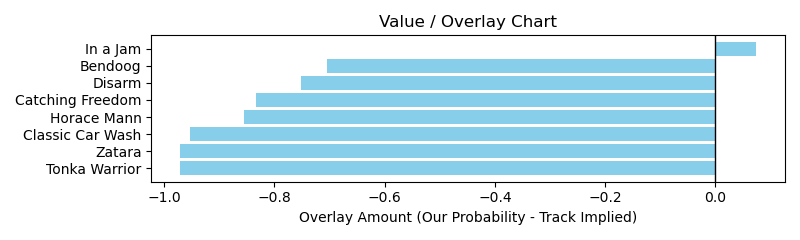 Value / Overlay Chart
In a Jam
Bendoog
Disarm
Catching Freedom
Horace Mann
Classic Car Wash
Zatara
Tonka Warrior
−1.0 −0.8 −0.6 −0.4 −0.2 0.0
Overlay Amount (Our Probability - Track Implied)